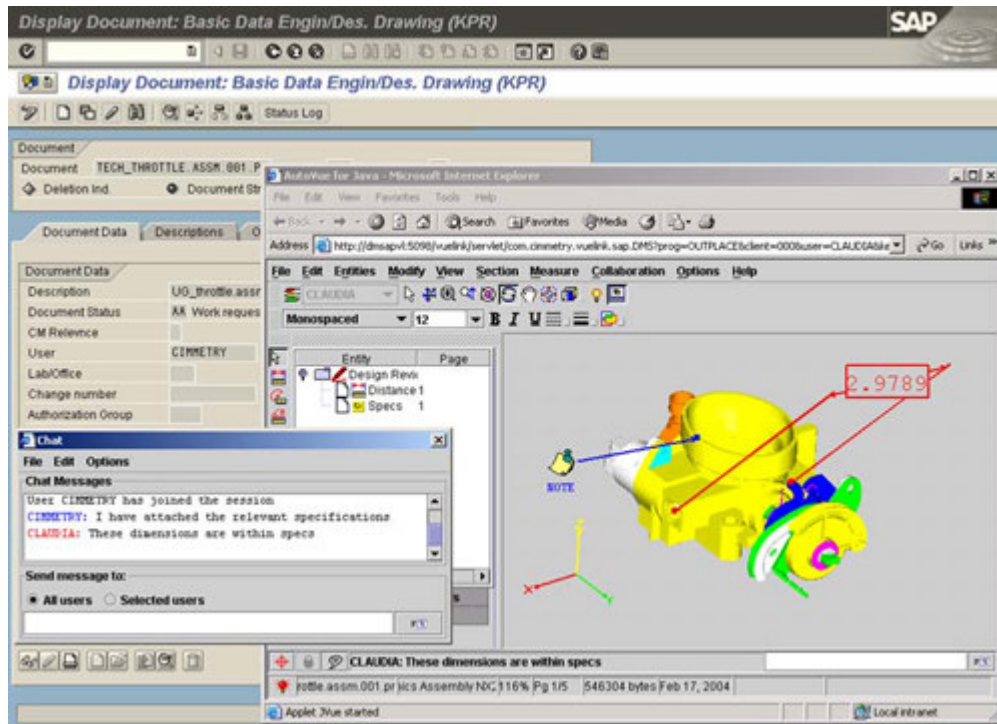 Display Document: Basic Data Engin/Des. Drawing (KPR)
SAP
Display Document: Basic Data Engin/Des. Drawing (KPR)
Status Log
Document
Document TECH_THROTTLE.ASSM.001.P
Deletion Ind. Document Str
Document Data Descriptions O
Document Data
Description UG_throttle.assr
Document Status AA Work reques
CM Relevnce
User CIMMETRY
Lab/Office
Change number
Authorization Group
AutoVue for Java - Microsoft Internet Explorer
File Edit View Favorites Tools Help
Back Search Favorites Media
Address http://dmsapvl:5098/vuelink/servlet/com.cimmetry.vuelink.sap.DMS?prog=OUTPLACE&client=000&user=CLAUDIA& Go Links »
File Edit Entities Modify View Section Measure Collaboration Options Help
CLAUDIA
Monospaced 12 B I U
Entity Page
Design Revi
Distance 1
Specs 1
2.9789
NOTE
Z
X
Y
Chat
File Edit Options
Chat Messages
User CIMMETRY has joined the session
CIMMETRY: I have attached the relevant specifications
CLAUDIA: These dimensions are within specs
Send message to:
All users Selected users
s
CLAUDIA: These dimensions are within specs
rottle.assm.001.pr ics Assembly NX 116% Pg 1/5 546304 bytes Feb 17, 2004
Applet JVue started Local intranet